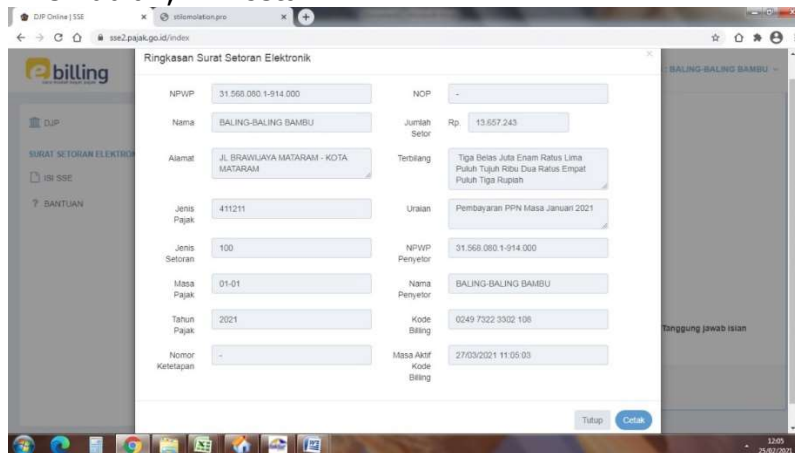 DJP Online | SSE
stilomolation.pro
sse2.pajak.go.id/index
e billing
Ringkasan Surat Setoran Elektronik
: BALING-BALING BAMBU
DJP
SURAT SETORAN ELEKTRON
ISI SSE
? BANTUAN
NPWP 31.568.080.1-914.000 NOP -
Nama BALING-BALING BAMBU Jumlah Rp. 13.657.243
Setor
Alamat JL BRAWIJAYA MATARAM - KOTA Terbilang Tiga Belas Juta Enam Ratus Lima
MATARAM Puluh Tujuh Ribu Dua Ratus Empat
Puluh Tiga Rupiah
Jenis 411211 Uraian Pembayaran PPN Masa Januari 2021
Pajak
Jenis 100 NPWP 31.568.080.1-914.000
Setoran Penyetor
Masa 01-01 Nama BALING-BALING BAMBU
Pajak Penyetor
Tahun 2021 Kode 0249 7322 3302 108
Pajak Billing
Tanggung jawab isian
Nomor - Masa Aktif 27/03/2021 11:05:03
Ketetapan Kode
Billing
Tutup Cetak
12:05
25/02/2021